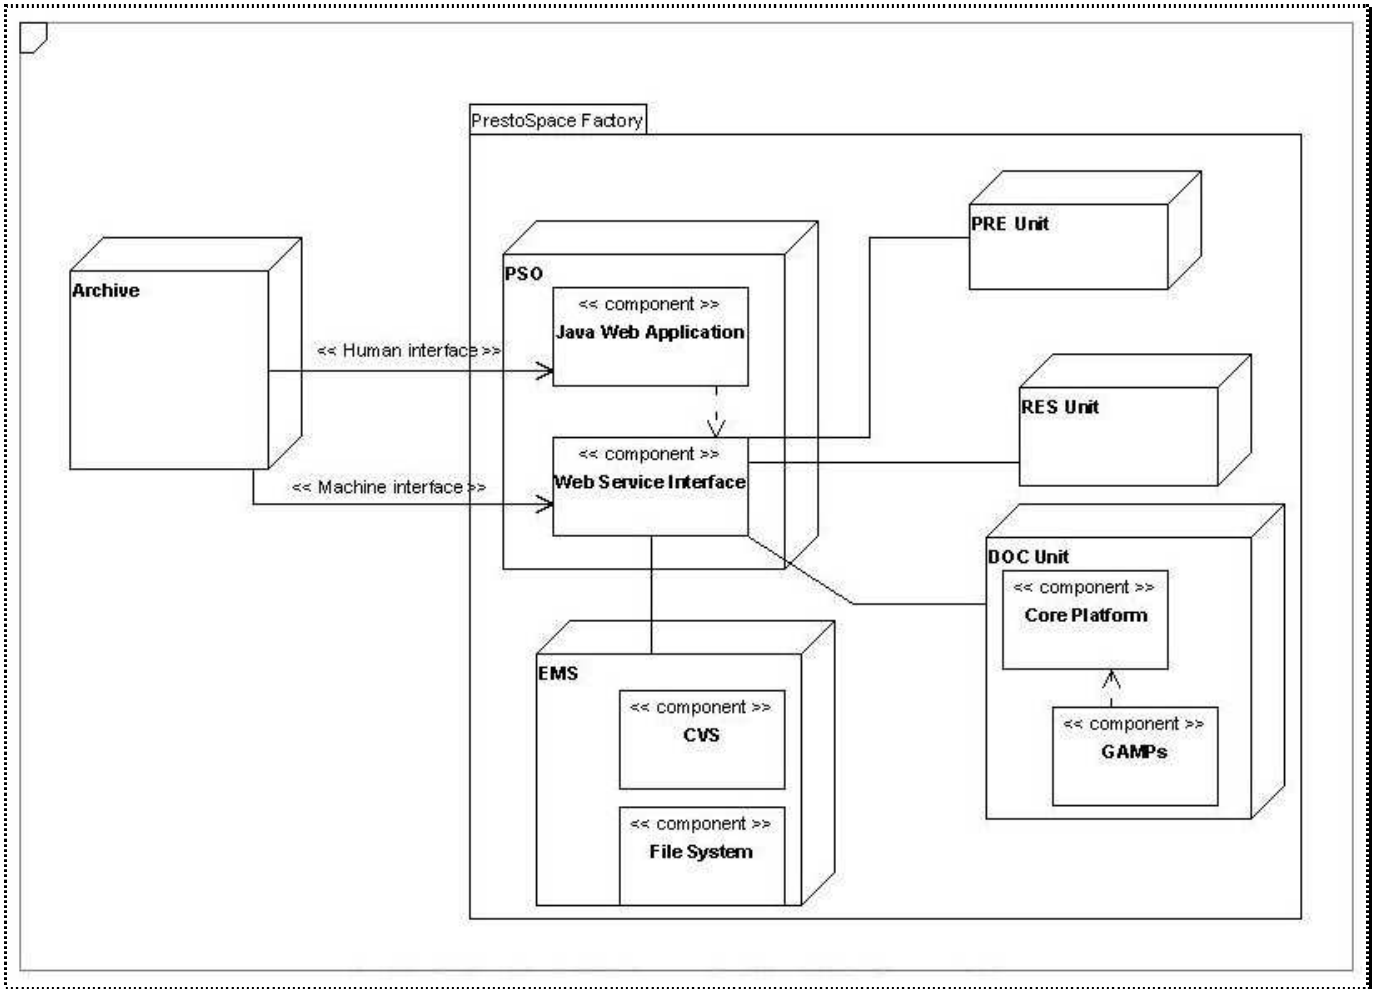 PrestoSpace Factory
PRE Unit
PSO
Archive
<< component >>
Java Web Application
<< Human interface >>
RES Unit
<< component >>
Web Service Interface
<< Machine interface >>
DOC Unit
<< component >>
Core Platform
EMS
<< component >>
CVS
<< component >>
GAMPs
<< component >>
File System